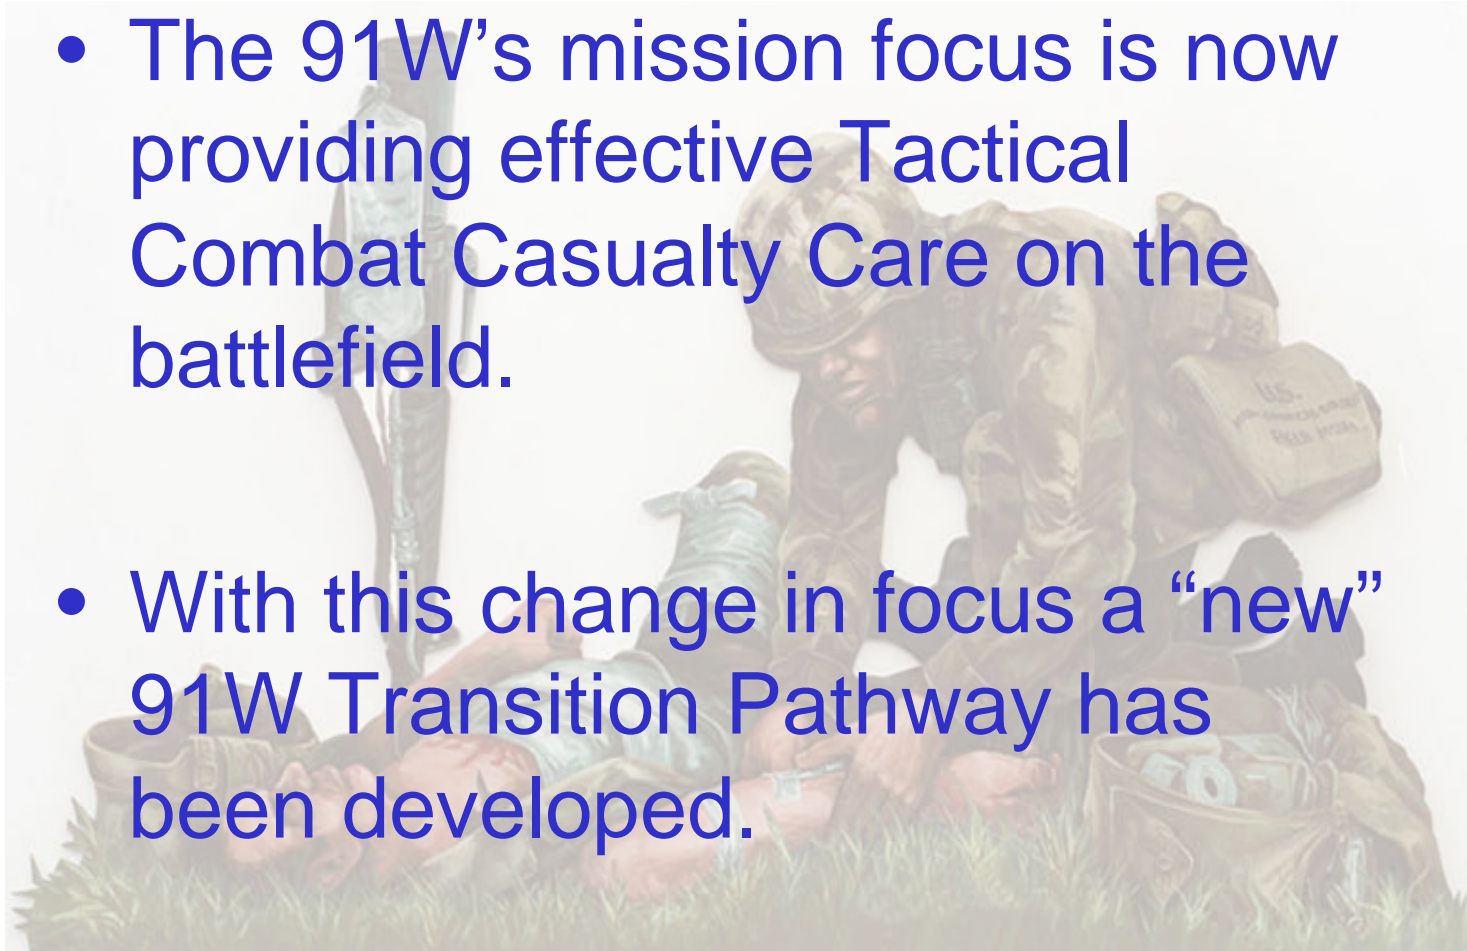 • The 91W’s mission focus is now
providing effective Tactical
Combat Casualty Care on the
battlefield.
• With this change in focus a “new”
91W Transition Pathway has
been developed.
U.S.